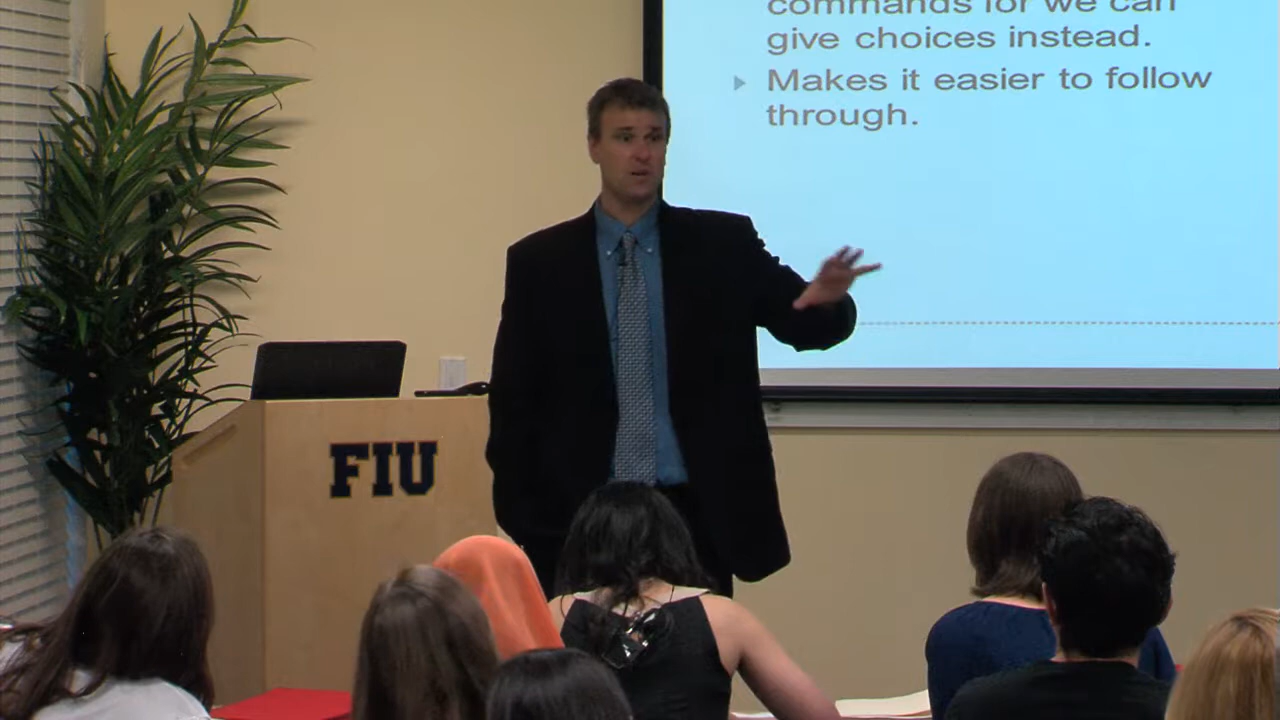 commands for we can
give choices instead.
Makes it easier to follow
through.
FIU